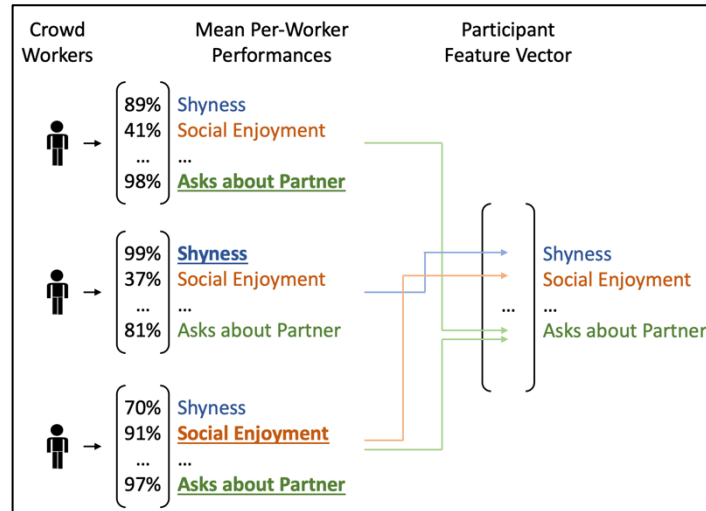 Crowd Workers
Mean Per-Worker Performances
Participant Feature Vector
89% Shyness
41% Social Enjoyment
... ...
98% Asks about Partner
99% Shyness
37% Social Enjoyment
... ...
81% Asks about Partner
70% Shyness
91% Social Enjoyment
... ...
97% Asks about Partner
Shyness
Social Enjoyment
... ...
Asks about Partner